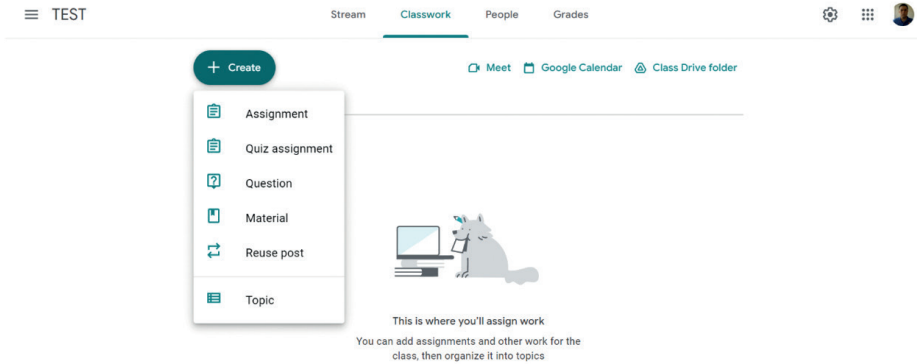 TEST
Stream Classwork People Grades
Create
Meet Google Calendar Class Drive folder
Assignment
Quiz assignment
Question
Material
Reuse post
Topic
This is where you'll assign work
You can add assignments and other work for the
class, then organize it into topics